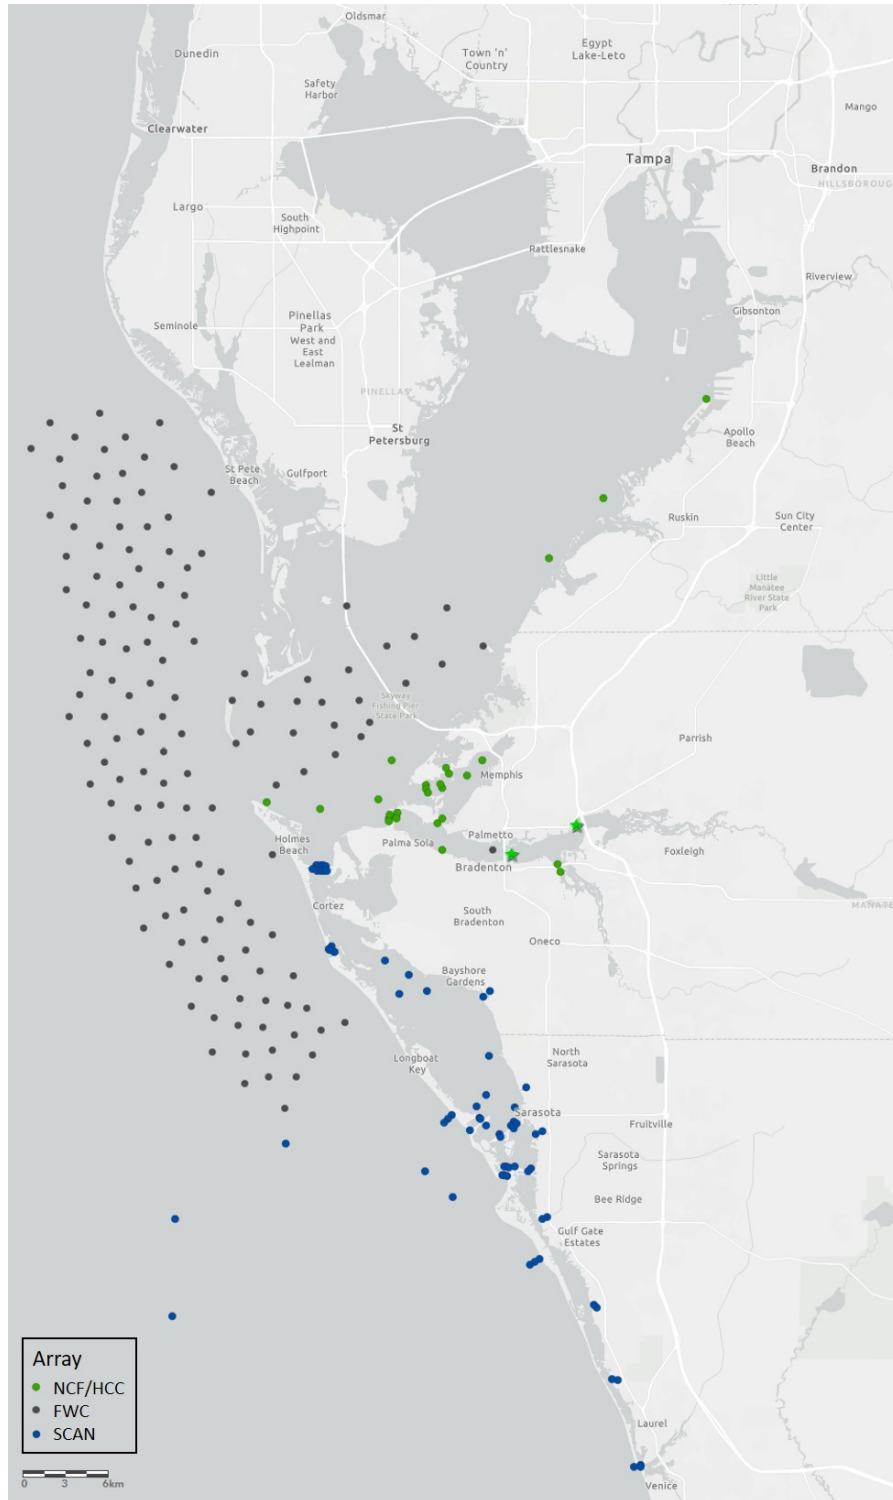 Oldsmar
Dunedin
Town 'n'
Country
Egypt
Lake-Leto
Safety
Harbor
Mango
Clearwater
Tampa
Brandon
HILLSBOROUG
Largo
South
Highpoint
Rattlesnake
Riverview
Gibsonton
Pinellas
Park
West and
East
Lealman
Seminole
PINELLAS
St
Petersburg
Apollo
Beach
St Pete
Beach
Gulfport
Ruskin
Sun City
Center
Little
Manatee
River State
Park
Skyway
Fishing Pier
State Park
Parrish
Memphis
Holmes
Beach
Palma Sola
Palmetto
Foxleigh
Bradenton
Cortez
South
Bradenton
MANATE
Oneco
Bayshore
Gardens
Longboat
Key
North
Sarasota
Sarasota
Fruitville
Sarasota
Springs
Bee Ridge
Gulf Gate
Estates
Array
NCF/HCC
FWC
SCAN
Laurel
0 3 6km
Venice